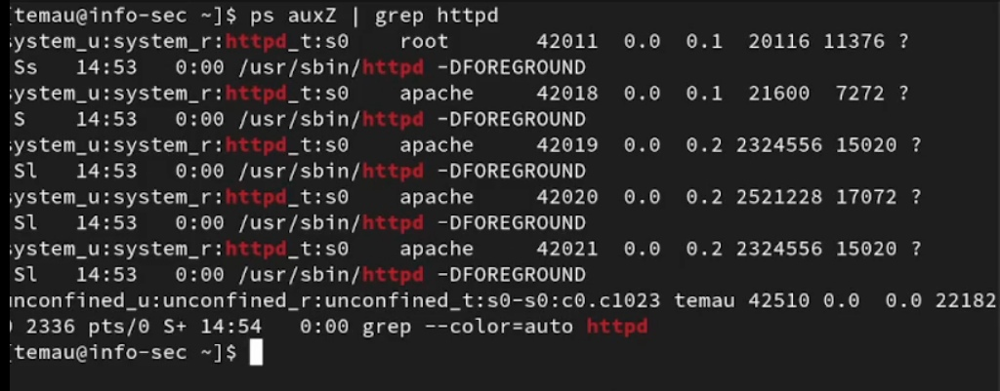 [temau@info-sec ~]$ ps auxZ | grep httpd
system_u:system_r:httpd_t:s0 root 42011 0.0 0.1 20116 11376 ?
Ss 14:53 0:00 /usr/sbin/httpd -DFOREGROUND
system_u:system_r:httpd_t:s0 apache 42018 0.0 0.1 21600 7272 ?
S 14:53 0:00 /usr/sbin/httpd -DFOREGROUND
system_u:system_r:httpd_t:s0 apache 42019 0.0 0.2 2324556 15020 ?
Sl 14:53 0:00 /usr/sbin/httpd -DFOREGROUND
system_u:system_r:httpd_t:s0 apache 42020 0.0 0.2 2521228 17072 ?
Sl 14:53 0:00 /usr/sbin/httpd -DFOREGROUND
system_u:system_r:httpd_t:s0 apache 42021 0.0 0.2 2324556 15020 ?
Sl 14:53 0:00 /usr/sbin/httpd -DFOREGROUND
unconfined_u:unconfined_r:unconfined_t:s0-s0:c0.c1023 temau 42510 0.0 0.0 22182
2336 pts/0 S+ 14:54 0:00 grep --color=auto httpd
[temau@info-sec ~]$